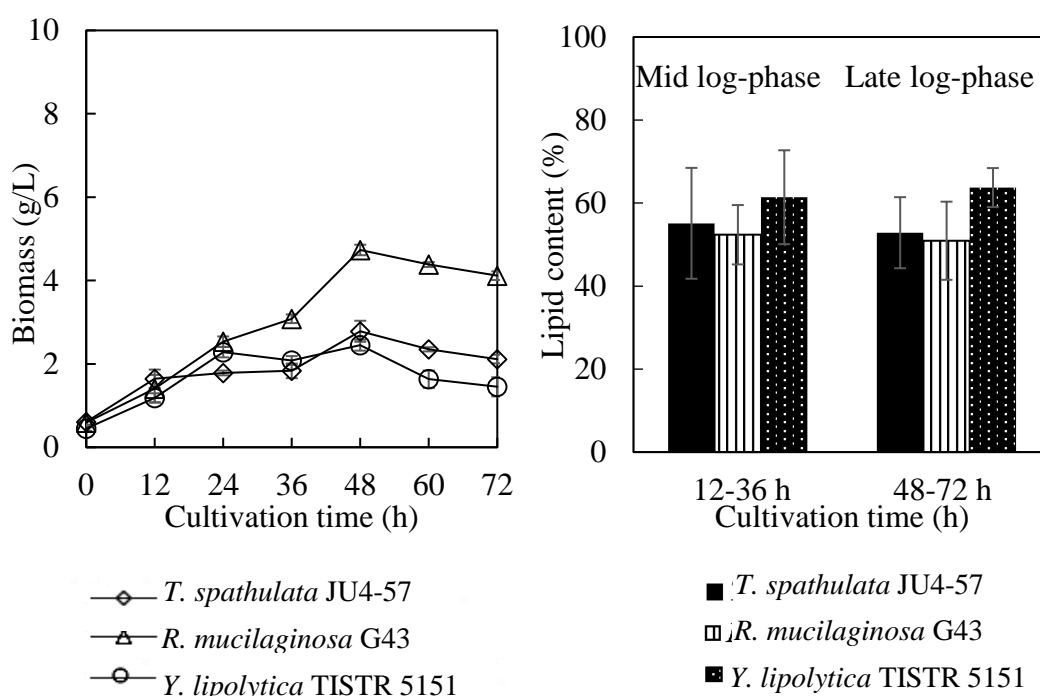 10
8
6
4
2
0
Biomass (g/L)
0 12 24 36 48 60 72
Cultivation time (h)
T. spathulata JU4-57
R. mucilaginosa G43
Y. lipolytica TISTR 5151
100
80
60
40
20
0
Lipid content (%)
Mid log-phase Late log-phase
12-36 h 48-72 h
Cultivation time (h)
T. spathulata JU4-57
R. mucilaginosa G43
Y. lipolytica TISTR 5151